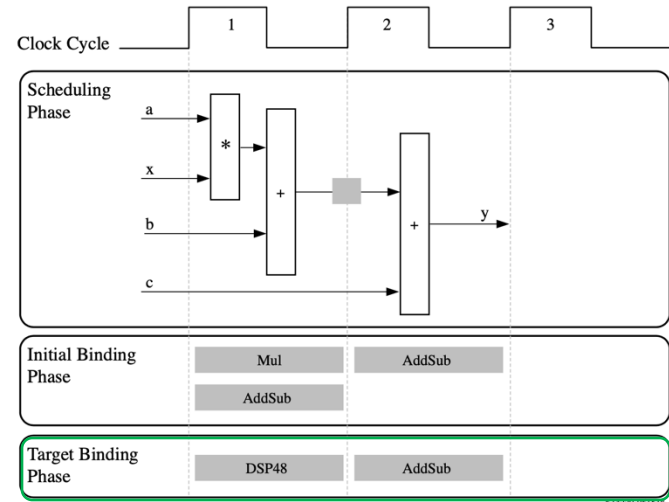 1 2 3
Clock Cycle
Scheduling
Phase
a
*
x
+
b
+
y
c
Initial Binding
Phase
Mul
AddSub
AddSub
Target Binding
Phase
DSP48
AddSub